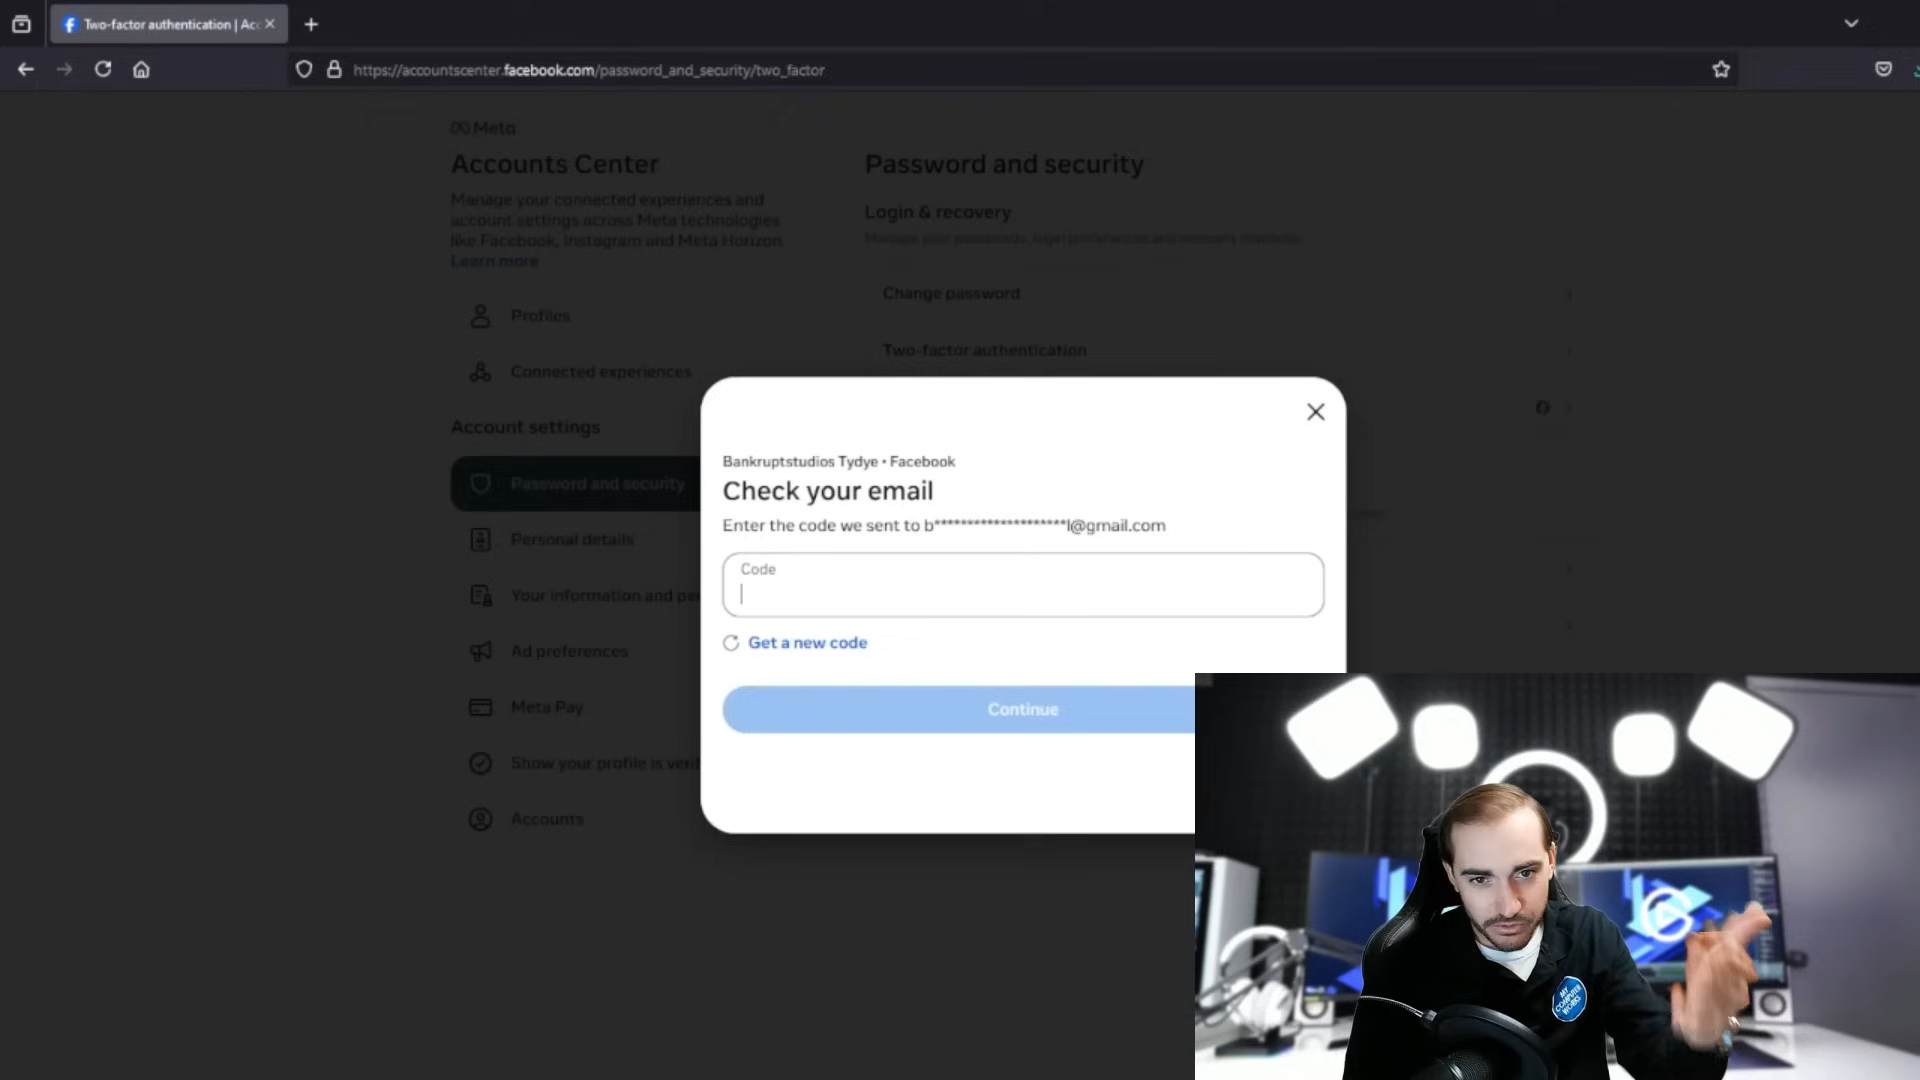 Two-factor authentication | Acc
https://accountscenter.facebook.com/password_and_security/two_factor
Meta
Accounts Center
Manage your connected experiences and
account settings across Meta technologies
like Facebook, Instagram and Meta Horizon
Learn more
Profiles
Connected experiences
Account settings
Password and security
Personal details
Your information and pe
Ad preferences
Meta Pay
Show your profile is veri
Accounts
Password and security
Login & recovery
Manage your passwords, login preferences and recovery methods.
Change password
Two-factor authentication
Bankruptstudios Tydye • Facebook
Check your email
Enter the code we sent to b********************l@gmail.com
Code
Get a new code
Continue
MY
COMPUTER
WORKS